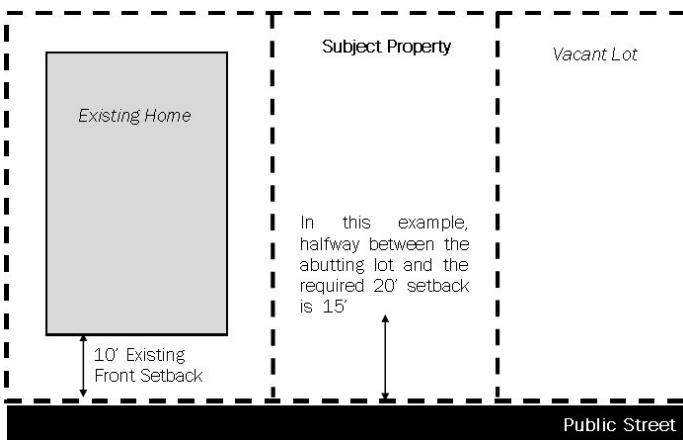 Subject Property
Vacant Lot
Existing Home
In this example,
halfway between the
abutting lot and the
required 20' setback
is 15'
10' Existing
Front Setback
Public Street